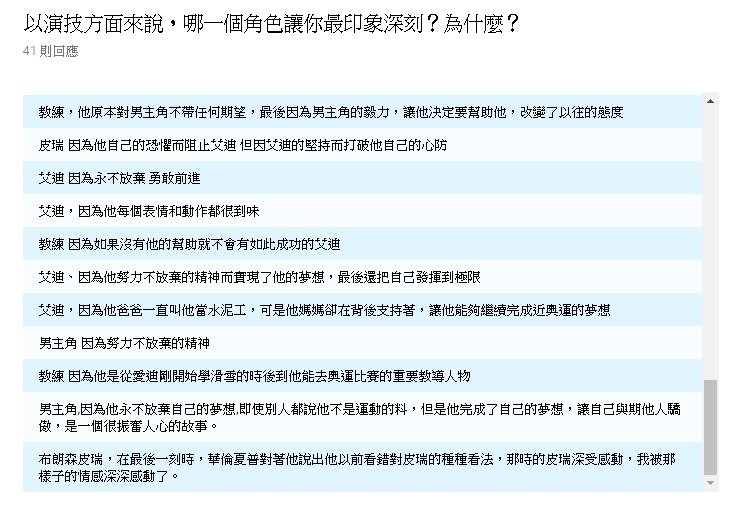 以演技方面來說，哪一個角色讓你最印象深刻？為什麼？
41 則回應
教練，他原本對男主角不帶任何期望，最後因為男主角的毅力，讓他決定要幫助他，改變了以往的態度
皮瑞 因為他自己的恐懼而阻止艾迪 但因艾迪的堅持而打破他自己的心防
艾迪 因為永不放棄 勇敢前進
艾迪，因為他每個表情和動作都很到味
教練 因為如果沒有他的幫助就不會有如此成功的艾迪
艾迪、因為他努力不放棄的精神而實現了他的夢想，最後還把自己發揮到極限
艾迪，因為他爸爸一直叫他當水泥工，可是他媽媽卻在背後支持著，讓他能夠繼續完成近奧運的夢想
男主角 因為努力不放棄的精神
教練 因為他是從愛迪剛開始學滑雪的時後到他能去奧運比賽的重要教導人物
男主角,因為他永不放棄自己的夢想,即使別人都說他不是運動的料，但是他完成了自己的夢想，讓自己與期他人驕
傲，是一個很振奮人心的故事。
布朗森皮瑞，在最後一刻時，華倫夏普對著他說出他以前看錯對皮瑞的種種看法，那時的皮瑞深受感動，我被那
樣子的情感深深感動了。